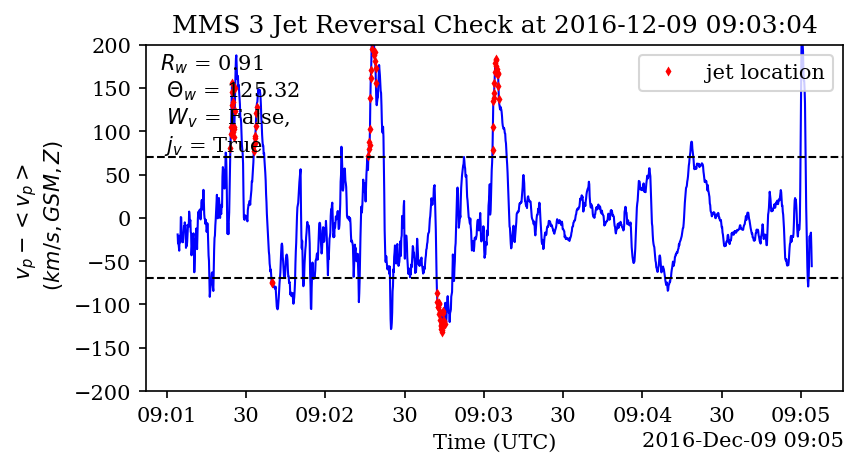 MMS 3 Jet Reversal Check at 2016-12-09 09:03:04
R_w = 0.91
Θ_w = 125.32
W_v = False,
j_v = True
jet location
v_p − <v_p>
(km/s, GSM, Z)
200
150
100
50
0
−50
−100
−150
−200
09:01 30 09:02 30 09:03 30 09:04 30 09:05
Time (UTC)
2016-Dec-09 09:05